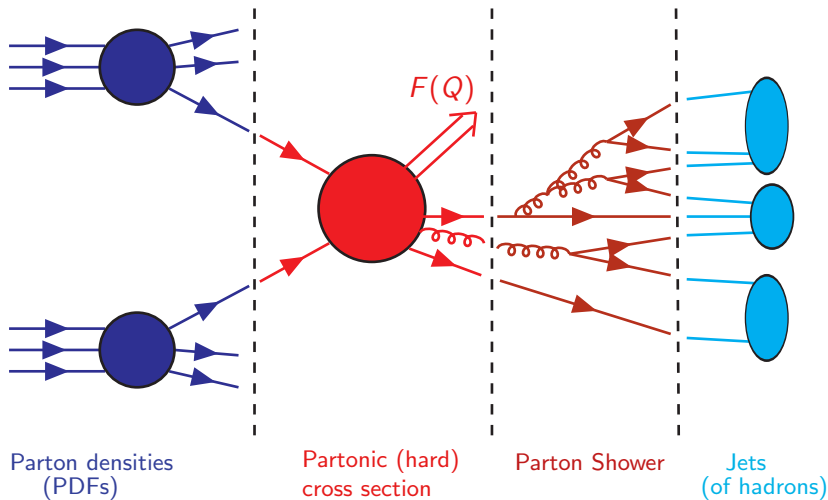 F(Q)
Parton densities
(PDFs)
Partonic (hard)
cross section
Parton Shower
Jets
(of hadrons)